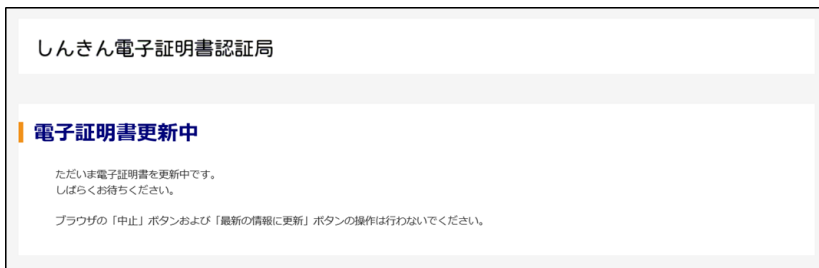 しんきん電子証明書認証局
電子証明書更新中
ただいま電子証明書を更新中です。
しばらくお待ちください。
ブラウザの「中止」ボタンおよび「最新の情報に更新」ボタンの操作は行わないでください。